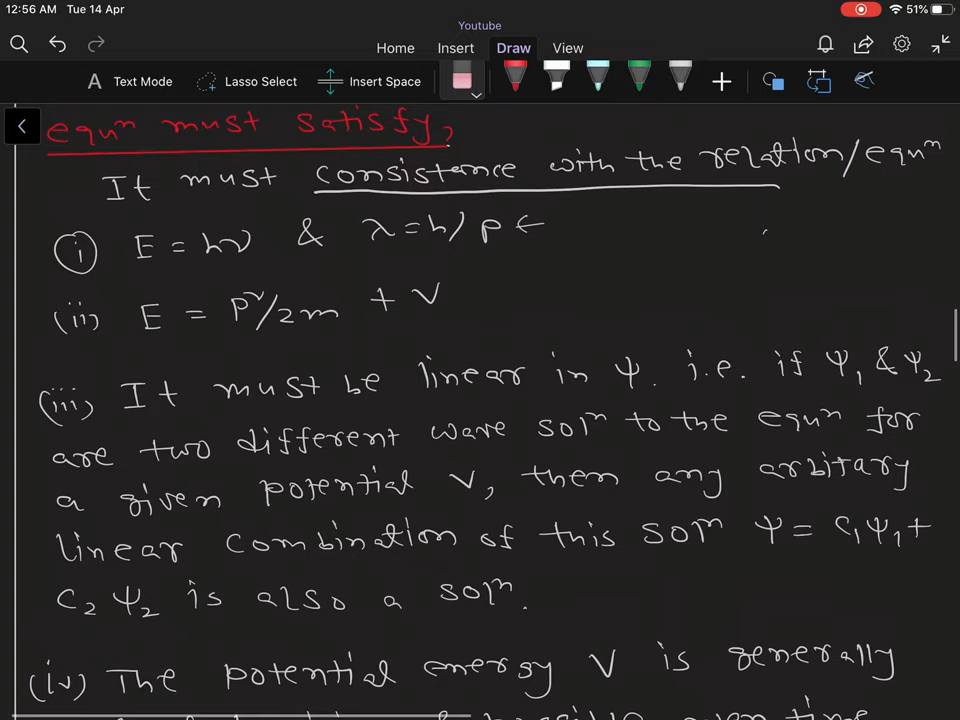 12:56 AM Tue 14 Apr
51%
Youtube
Home Insert Draw View
Text Mode Lasso Select Insert Space
equⁿ must satisfy,
It must consistence with the relation/equⁿ
(i) E = hν & λ = h/p ←
(ii) E = p²/2m + V
(iii) It must be linear in ψ. i.e. if ψ₁ & ψ₂
are two different wave solⁿ to the equⁿ for
a given potential V, then any arbitary
linear combination of this solⁿ ψ = c₁ψ₁ +
c₂ψ₂ is also a solⁿ.
(iv) The potential energy V is generally